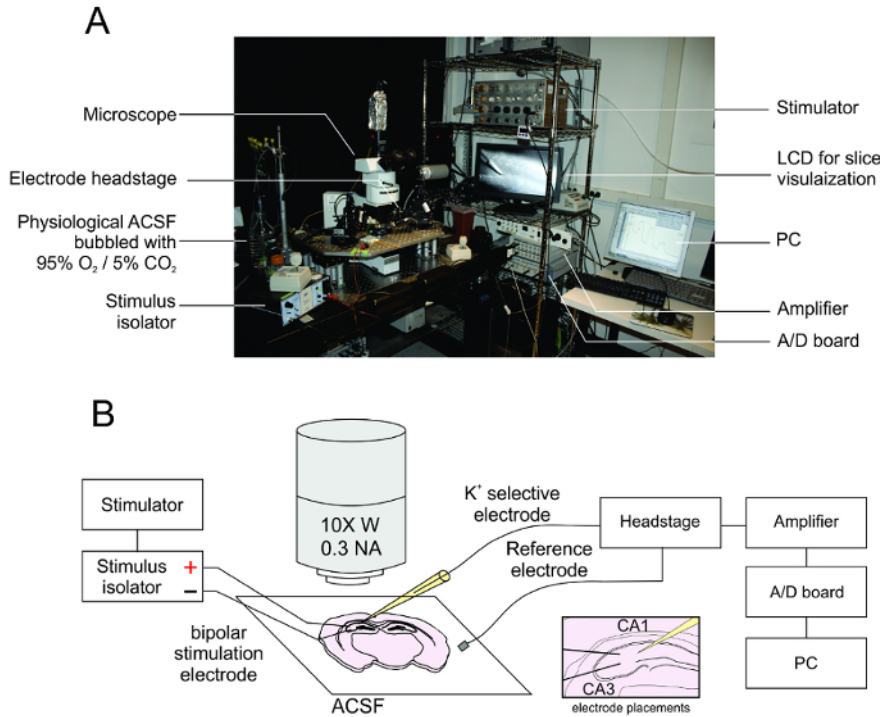 A
Microscope
Electrode headstage
Physiological ACSF
bubbled with
95% O₂ / 5% CO₂
Stimulus
isolator
Stimulator
LCD for slice
visulaization
PC
Amplifier
A/D board
B
Stimulator
Stimulus
isolator
+
–
bipolar
stimulation
electrode
10X W
0.3 NA
ACSF
K⁺ selective
electrode
Reference
electrode
Headstage
Amplifier
A/D board
PC
CA1
CA3
electrode placements